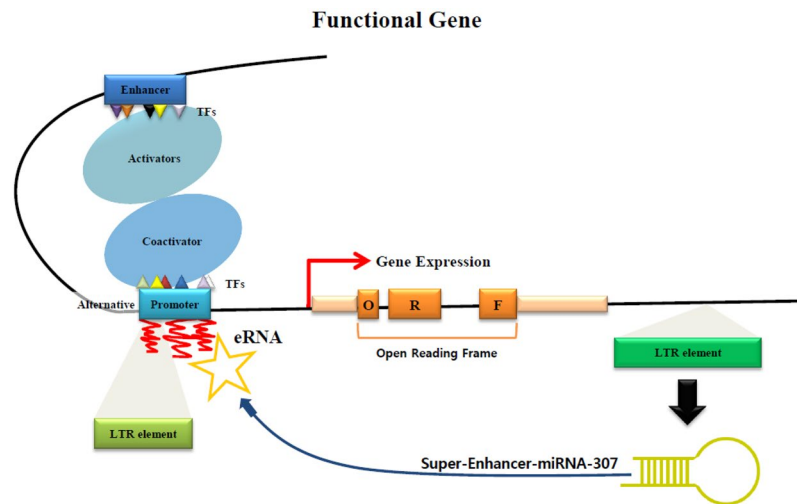 Functional Gene
Enhancer
TFs
Activators
Coactivator
Gene Expression
TFs
Alternative
Promoter
O
R
F
eRNA
Open Reading Frame
LTR element
LTR element
Super-Enhancer-miRNA-307